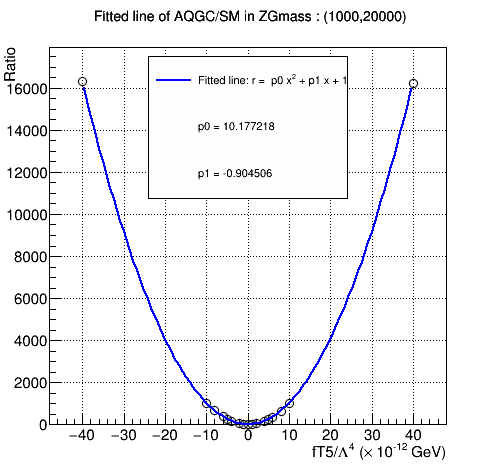 Fitted line of AQGC/SM in ZGmass : (1000,20000)
Ratio
Fitted line: r = p0 x² + p1 x + 1
p0 = 10.177218
p1 = -0.904506
16000
14000
12000
10000
8000
6000
4000
2000
0
−40 −30 −20 −10 0 10 20 30 40
fT5/Λ⁴ (× 10⁻¹² GeV)